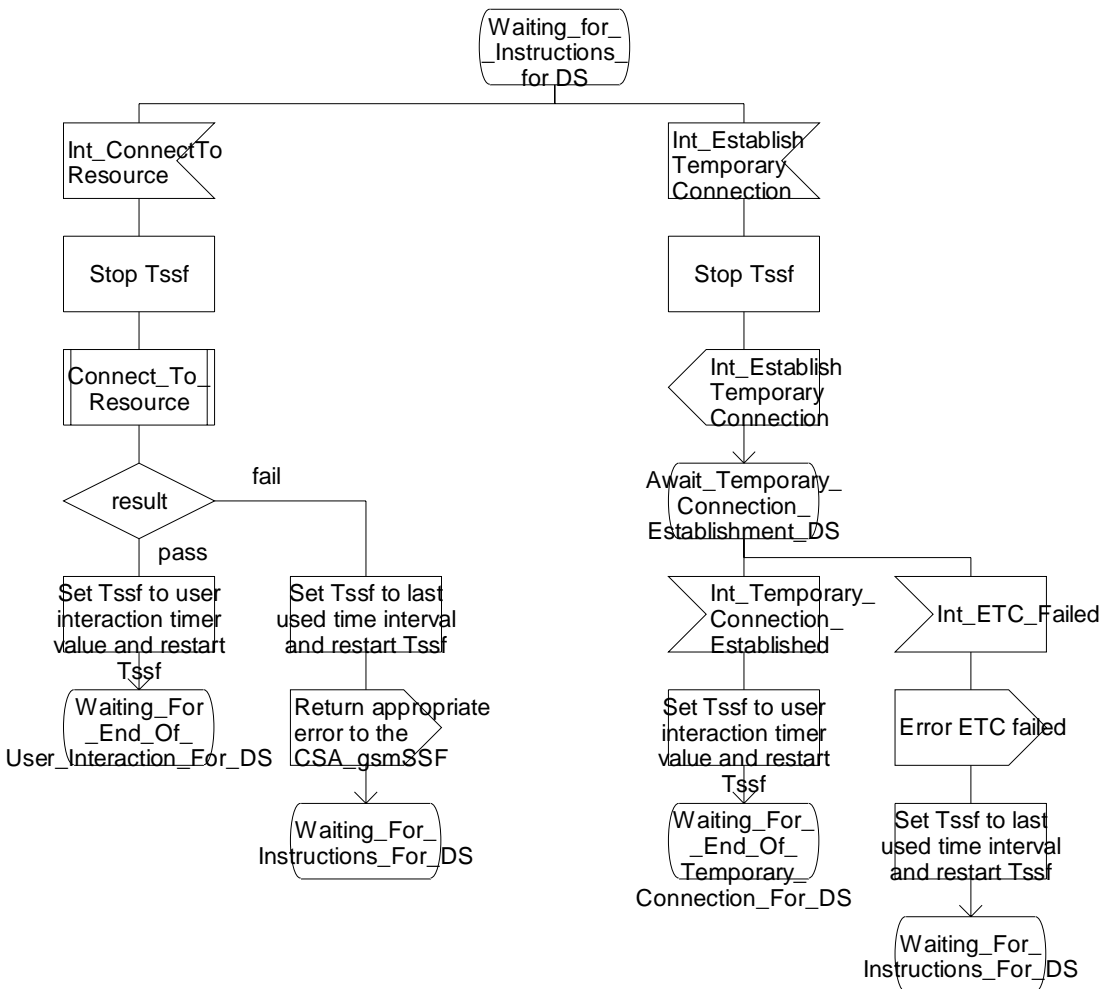 Waiting_for_
_Instructions_
for DS
Int_ConnectTo
Resource
Int_Establish
Temporary
Connection
Stop Tssf
Stop Tssf
Connect_To_
Resource
Int_Establish
Temporary
Connection
result
fail
pass
Await_Temporary_
Connection_
Establishment_DS
Set Tssf to user
interaction timer
value and restart
Tssf
Set Tssf to last
used time interval
and restart Tssf
Int_Temporary_
Connection_
Established
Int_ETC_Failed
Waiting_For
_End_Of_
User_Interaction_For_DS
Return appropriate
error to the
CSA_gsmSSF
Set Tssf to user
interaction timer
value and restart
Tssf
Error ETC failed
Waiting_For_
Instructions_For_DS
Waiting_For_
_End_Of_
Temporary_
Connection_For_DS
Set Tssf to last
used time interval
and restart Tssf
Waiting_For_
Instructions_For_DS